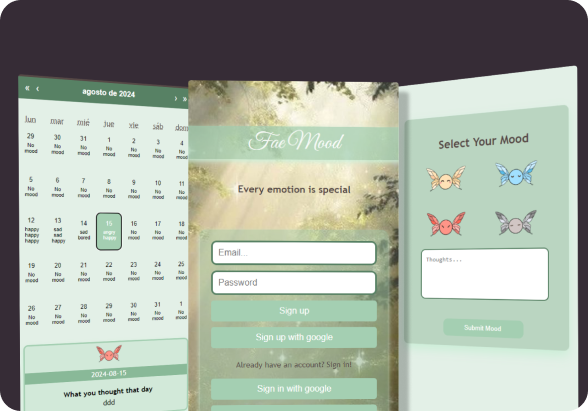 « ‹ agosto de 2024 › »
lun mar mié jue vie sáb dom
29 30 31 1 2 3 4
No mood No mood No mood No mood No mood No mood No mood
5 6 7 8 9 10 11
No mood No mood No mood No mood No mood No mood No mood
12 13 14 15 16 17 18
happy happy happy sad sad happy sad bored angry happy No mood No mood No mood
19 20 21 22 23 24 25
No mood No mood No mood No mood No mood No mood No mood
26 27 28 29 30 31 1
No mood No mood No mood No mood No mood No mood No mood
2024-08-15
What you thought that day
ddd
Fae Mood
Every emotion is special
Email...
Password
Sign up
Sign up with google
Already have an account? Sign in!
Sign in with google
Select Your Mood
Thoughts...
Submit Mood